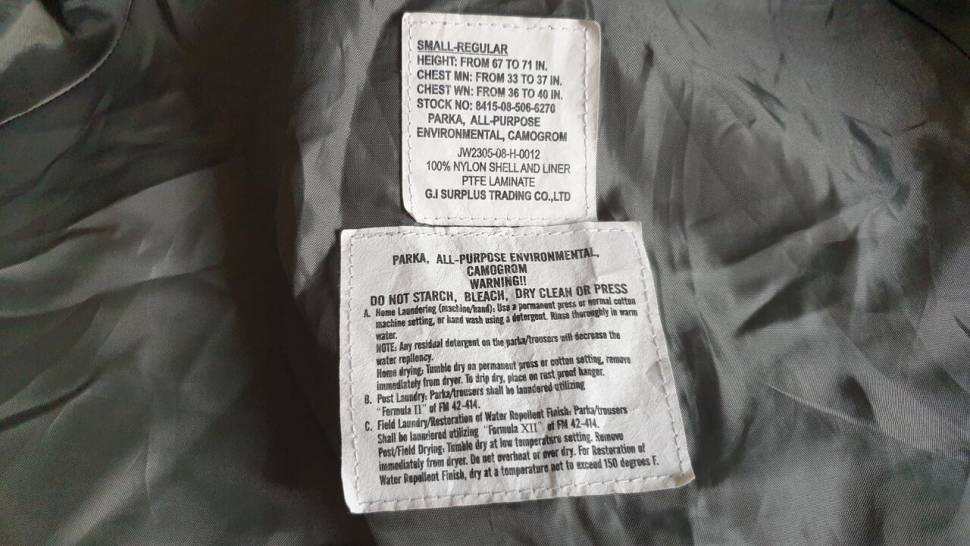 SMALL-REGULAR
HEIGHT: FROM 67 TO 71 IN.
CHEST MN: FROM 33 TO 37 IN.
CHEST WN: FROM 36 TO 40 IN.
STOCK NO: 8415-08-506-6270
PARKA, ALL-PURPOSE
ENVIRONMENTAL, CAMOGROM
JW2305-08-H-0012
100% NYLON SHELL AND LINER
PTFE LAMINATE
G.I SURPLUS TRADING CO.,LTD
PARKA, ALL-PURPOSE ENVIRONMENTAL,
CAMOGROM
WARNING!!
DO NOT STARCH, BLEACH, DRY CLEAN OR PRESS
A. Home Laundering (machine/hand): Use a permanent press or normal cotton
machine setting, or hand wash using a detergent. Rinse thoroughly in warm
water.
NOTE: Any residual detergent on the parka/trousers will decrease the
water repllency.
Home drying: Tumble dry on permanent press or cotton setting, remove
immediately from dryer. To drip dry, place on rust proof hanger.
B. Post Laundry: Parka/trousers shall be laundered utilizing
"Formula II" of FM 42-414.
C. Field Laundry/Restoration of Water Repellent Finish: Parka/trousers
Shall be laundered utilizing "Formula XII" of FM 42-414.
Post/Field Drying: Tumble dry at low temperature setting. Remove
immediately from dryer. Do not overheat or over dry. For Restoration of
Water Repellent Finish, dry at a temperature not to exceed 150 degrees F.